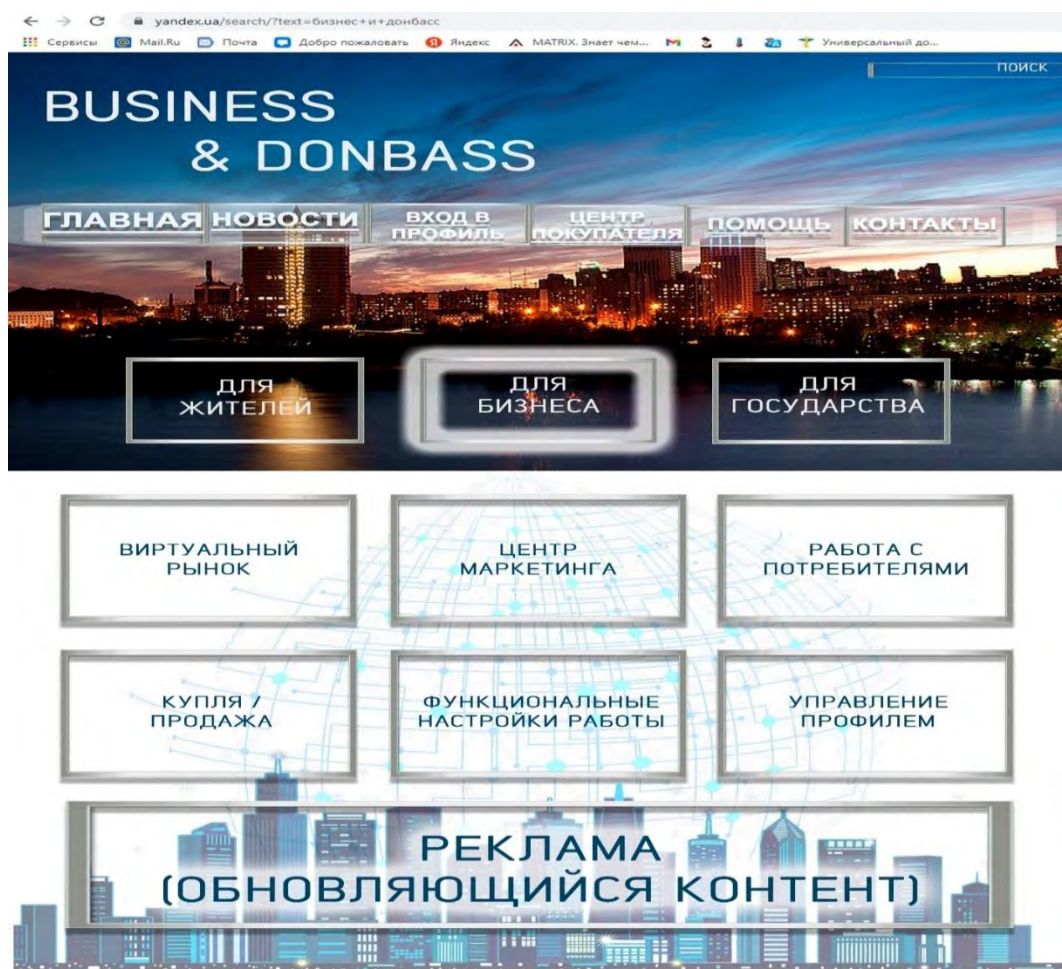 yandex.ua/search/?text=бизнес+и+донбасс
Сервисы Mail.Ru Почта Добро пожаловать Яндекс MATRIX. Знает чем... Универсальный до...
ПОИСК
BUSINESS
& DONBASS
ГЛАВНАЯ
НОВОСТИ
ВХОД В
ПРОФИЛЬ
ЦЕНТР
ПОКУПАТЕЛЯ
ПОМОЩЬ
КОНТАКТЫ
ДЛЯ
ЖИТЕЛЕЙ
ДЛЯ
БИЗНЕСА
ДЛЯ
ГОСУДАРСТВА
ВИРТУАЛЬНЫЙ
РЫНОК
ЦЕНТР
МАРКЕТИНГА
РАБОТА С
ПОТРЕБИТЕЛЯМИ
КУПЛЯ /
ПРОДАЖА
ФУНКЦИОНАЛЬНЫЕ
НАСТРОЙКИ РАБОТЫ
УПРАВЛЕНИЕ
ПРОФИЛЕМ
РЕКЛАМА
(ОБНОВЛЯЮЩИЙСЯ КОНТЕНТ)